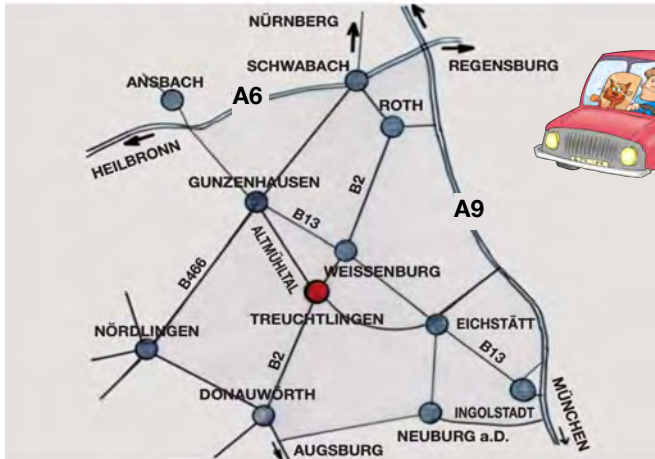 NÜRNBERG
SCHWABACH
REGENSBURG
ANSBACH
A6
ROTH
HEILBRONN
GUNZENHAUSEN
B2
B13
A9
ALTMÜHLTAL
WEISSENBURG
B466
TREUCHTLINGEN
EICHSTÄTT
NÖRDLINGEN
B2
B13
DONAUWÖRTH
MÜNCHEN
INGOLSTADT
NEUBURG a.D.
AUGSBURG